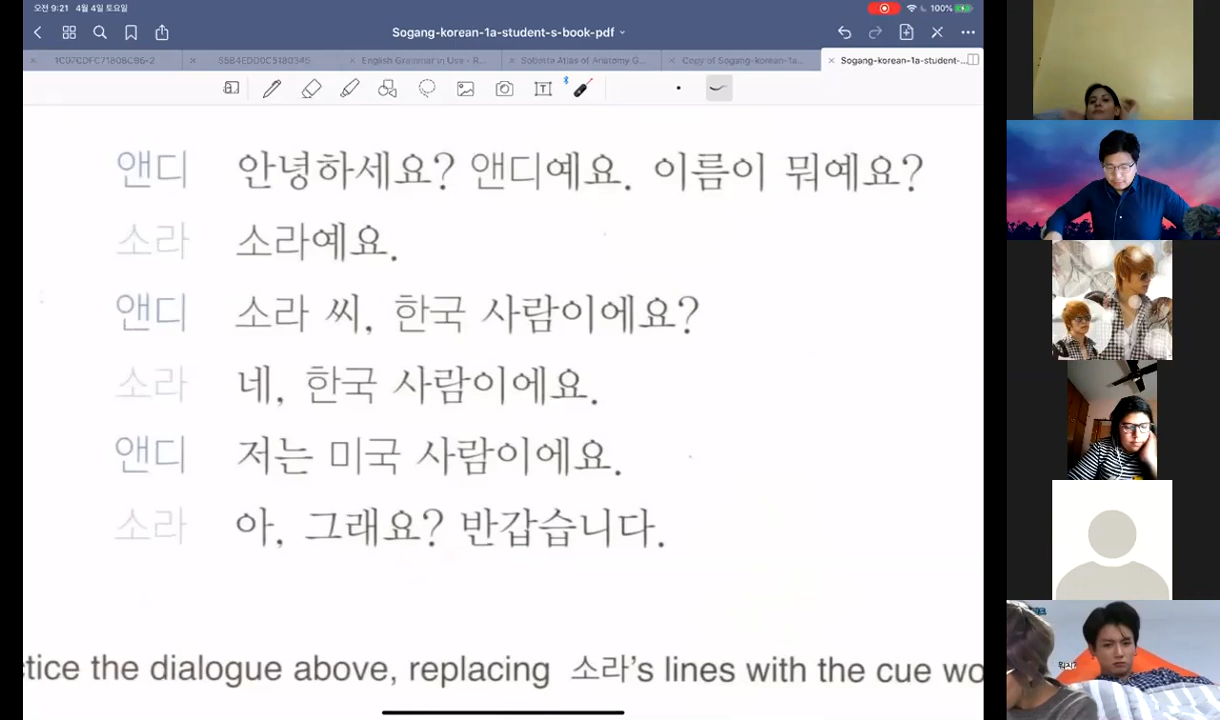 오전 9:21 4월 4일 토요일
100%
Sogang-korean-1a-student-s-book-pdf
English Grammar in Use - R...
Sobotta Atlas of Anatomy G...
Copy of Sogang-korean-1a...
Sogang-korean-1a-student-...
앤디 안녕하세요? 앤디예요. 이름이 뭐예요?
소라 소라예요.
앤디 소라 씨, 한국 사람이에요?
소라 네, 한국 사람이에요.
앤디 저는 미국 사람이에요.
소라 아, 그래요? 반갑습니다.
tice the dialogue above, replacing 소라's lines with the cue wo